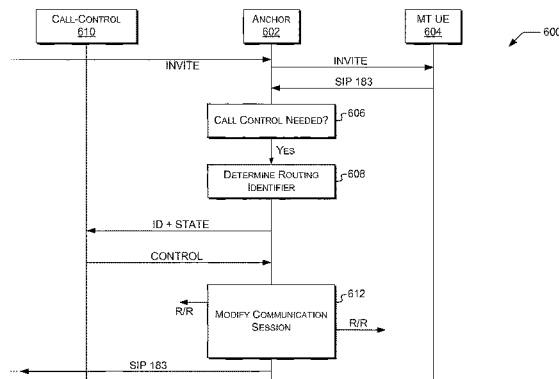 CALL-CONTROL
610
ANCHOR
602
MT UE
604
600
INVITE
INVITE
SIP 183
CALL CONTROL NEEDED?
606
YES
DETERMINE ROUTING
IDENTIFIER
608
ID + STATE
CONTROL
612
R/R
MODIFY COMMUNICATION
SESSION
R/R
SIP 183